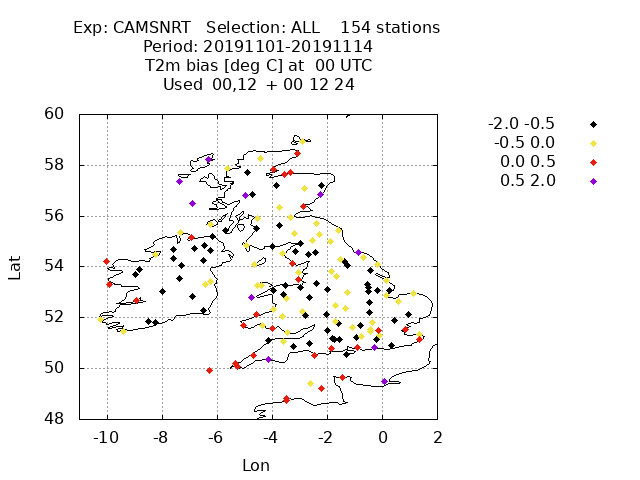 Exp: CAMSNRT   Selection: ALL    154 stations
Period: 20191101-20191114
T2m bias [deg C] at  00 UTC
Used  00,12  + 00 12 24
60
58
56
54
52
50
48
-10 -8 -6 -4 -2 0 2
Lat
Lon
-2.0 -0.5
-0.5 0.0
0.0 0.5
0.5 2.0